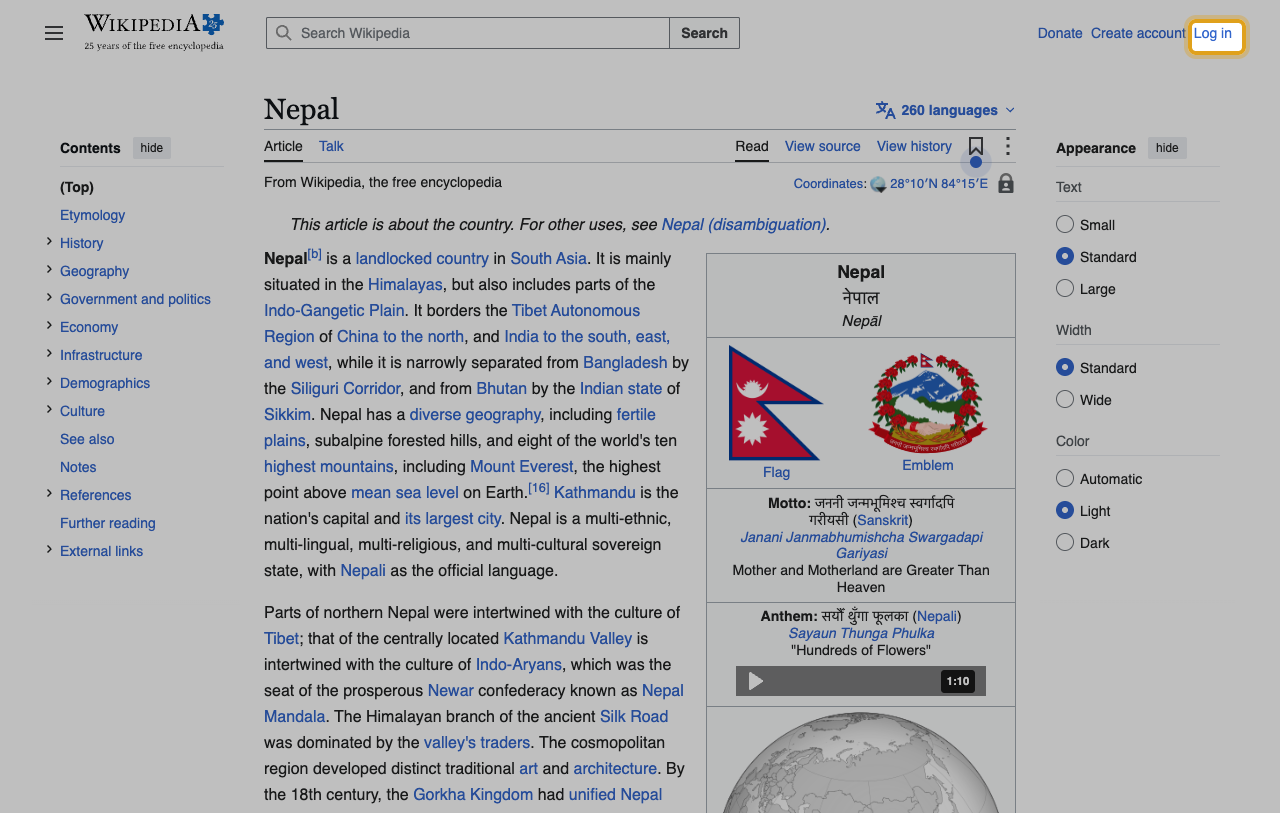 WIKIPEDIA 25
25 years of the free encyclopedia
Search Wikipedia
Search
Donate
Create account
Log in
Nepal
260 languages
Article
Talk
Read
View source
View history
From Wikipedia, the free encyclopedia
Coordinates: 28°10′N 84°15′E
Contents
hide
(Top)
Etymology
History
Geography
Government and politics
Economy
Infrastructure
Demographics
Culture
See also
Notes
References
Further reading
External links
This article is about the country. For other uses, see Nepal (disambiguation).
Nepal[b] is a landlocked country in South Asia. It is mainly
situated in the Himalayas, but also includes parts of the
Indo-Gangetic Plain. It borders the Tibet Autonomous
Region of China to the north, and India to the south, east,
and west, while it is narrowly separated from Bangladesh by
the Siliguri Corridor, and from Bhutan by the Indian state of
Sikkim. Nepal has a diverse geography, including fertile
plains, subalpine forested hills, and eight of the world's ten
highest mountains, including Mount Everest, the highest
point above mean sea level on Earth.[16] Kathmandu is the
nation's capital and its largest city. Nepal is a multi-ethnic,
multi-lingual, multi-religious, and multi-cultural sovereign
state, with Nepali as the official language.
Parts of northern Nepal were intertwined with the culture of
Tibet; that of the centrally located Kathmandu Valley is
intertwined with the culture of Indo-Aryans, which was the
seat of the prosperous Newar confederacy known as Nepal
Mandala. The Himalayan branch of the ancient Silk Road
was dominated by the valley's traders. The cosmopolitan
region developed distinct traditional art and architecture. By
the 18th century, the Gorkha Kingdom had unified Nepal
Nepal
नेपाल
Nepāl
Flag
Emblem
Motto: जननी जन्मभूमिश्च स्वर्गादपि
गरीयसी (Sanskrit)
Janani Janmabhumishcha Swargadapi
Gariyasi
Mother and Motherland are Greater Than
Heaven
Anthem: सयौँ थुँगा फूलका (Nepali)
Sayaun Thunga Phulka
"Hundreds of Flowers"
1:10
Appearance
hide
Text
Small
Standard
Large
Width
Standard
Wide
Color
Automatic
Light
Dark